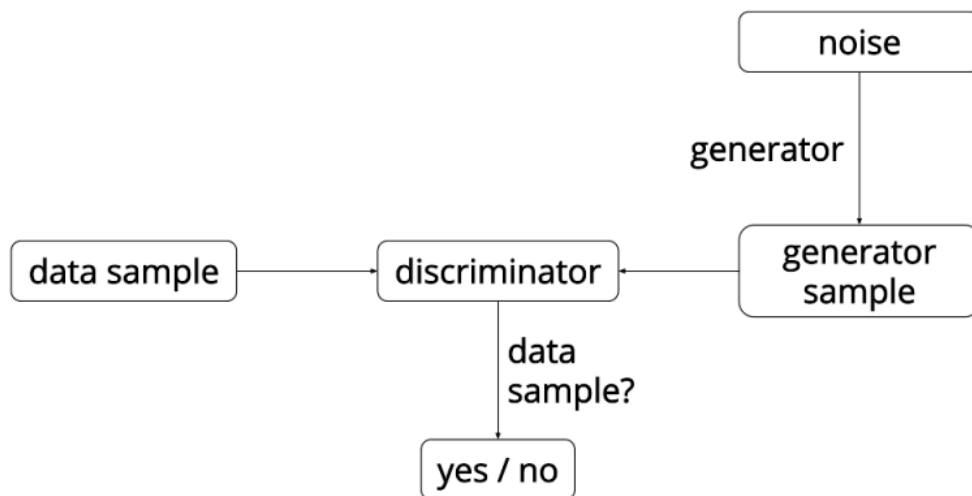 noise
generator
data sample
discriminator
generator
sample
data
sample?
yes / no